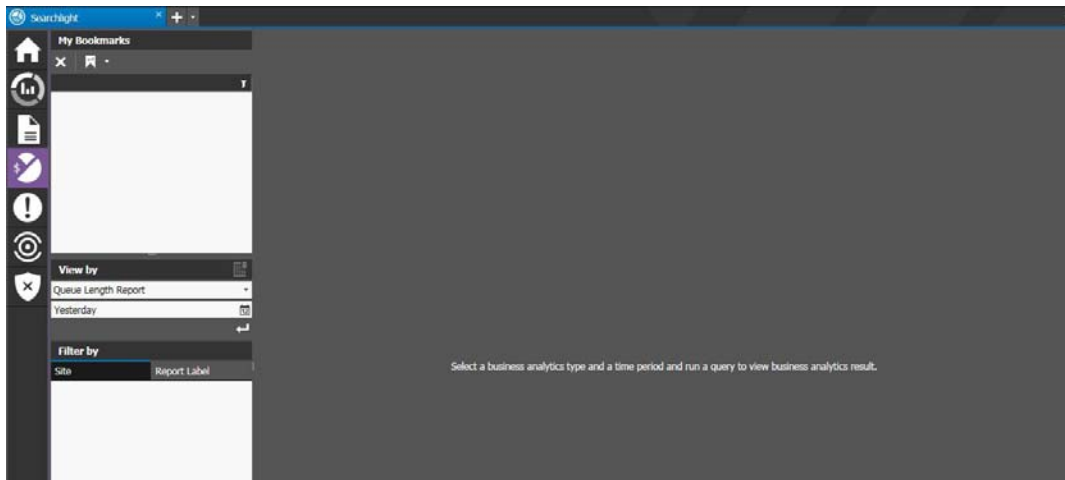 Searchlight
My Bookmarks
View by
Queue Length Report
Yesterday
Filter by
Site Report Label
Select a business analytics type and a time period and run a query to view business analytics result.